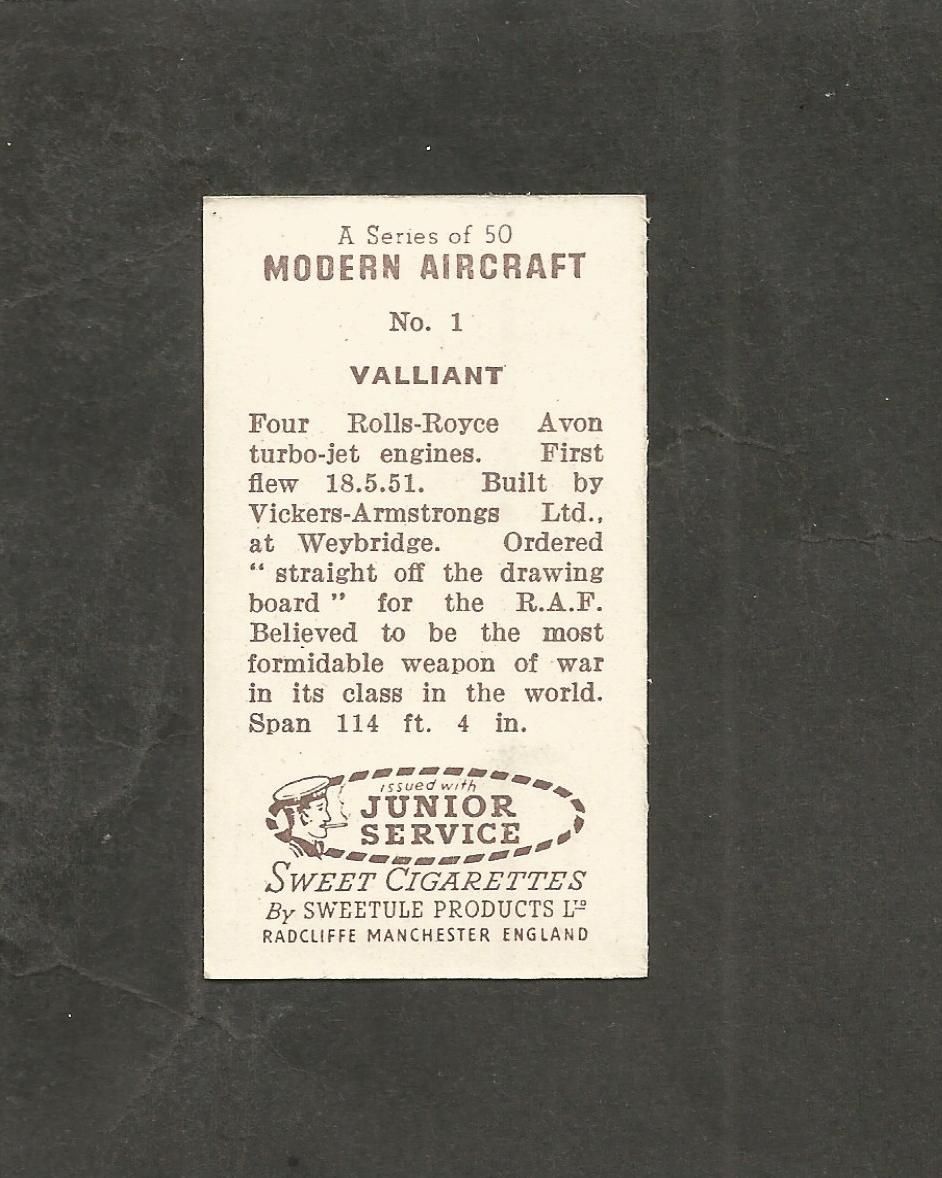 A Series of 50
MODERN AIRCRAFT
No. 1
VALLIANT
Four Rolls-Royce Avon
turbo-jet engines. First
flew 18.5.51. Built by
Vickers-Armstrongs Ltd.,
at Weybridge. Ordered
“ straight off the drawing
board ” for the R.A.F.
Believed to be the most
formidable weapon of war
in its class in the world.
Span 114 ft. 4 in.
issued with
JUNIOR
SERVICE
SWEET CIGARETTES
By SWEETULE PRODUCTS LTD
RADCLIFFE MANCHESTER ENGLAND